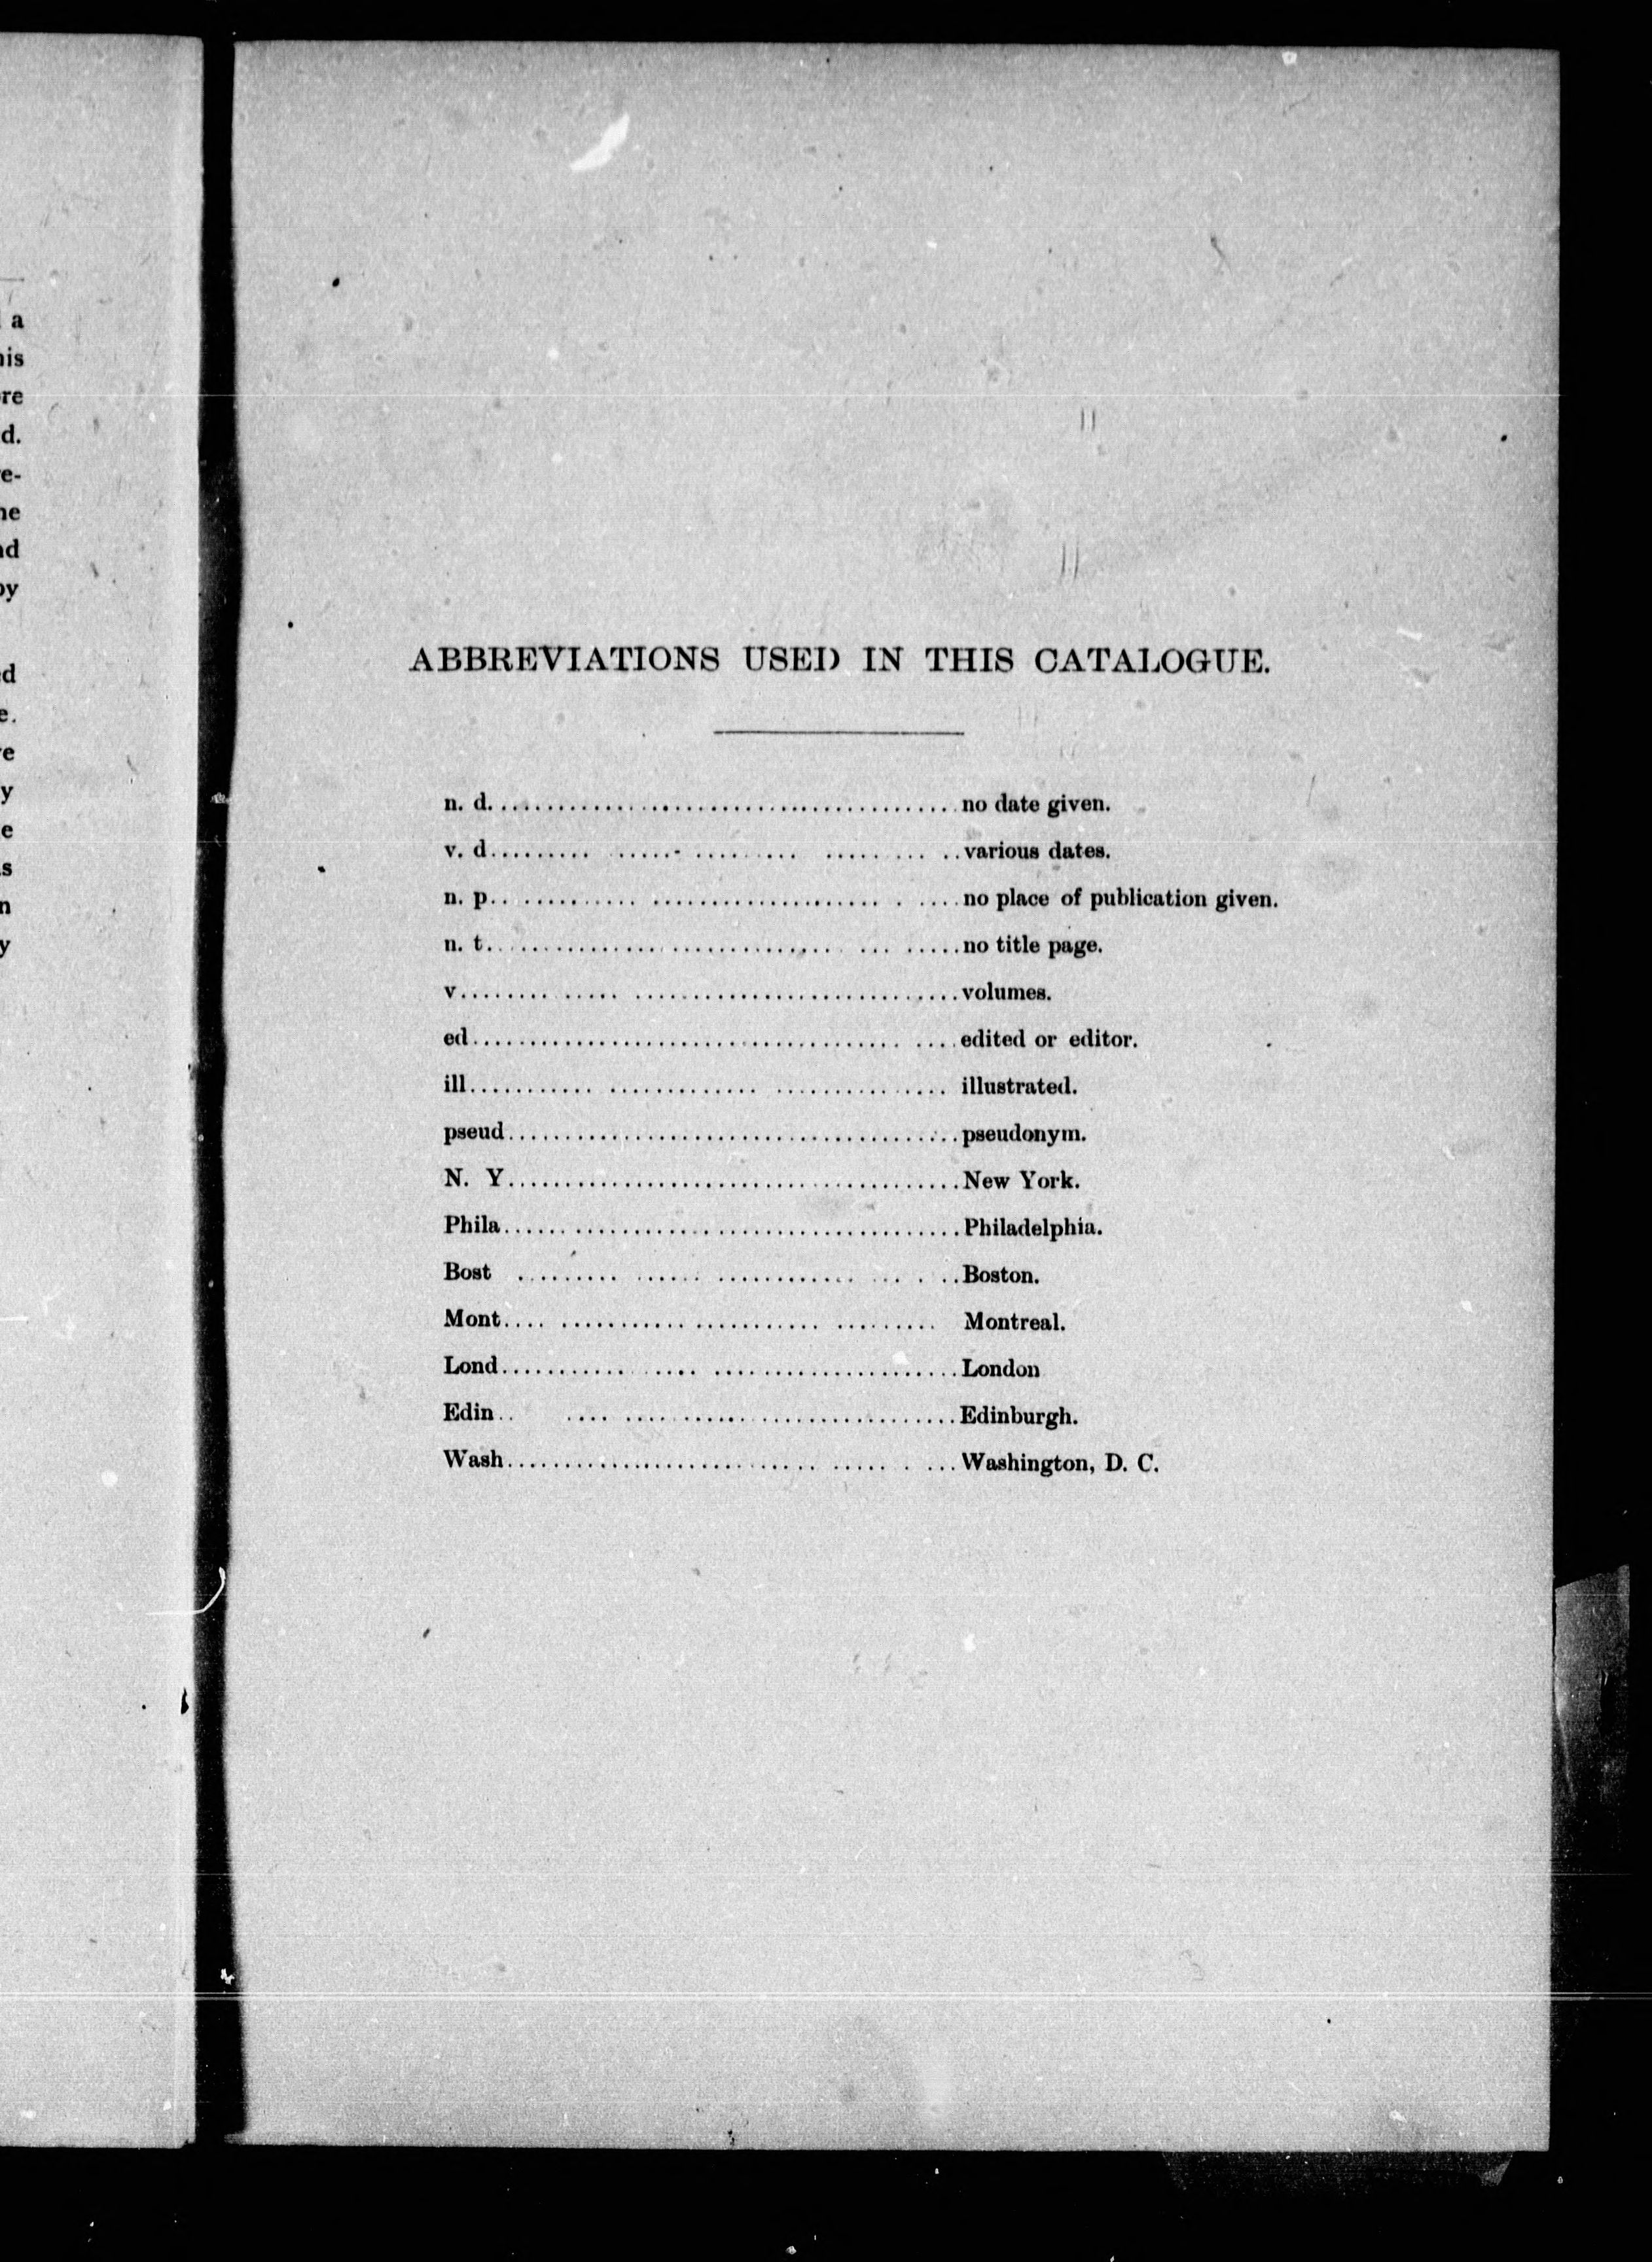 ABBREVIATIONS USED IN THIS CATALOGUE.
n. d. ........................................ no date given.
v. d. ........................................ various dates.
n. p. ........................................ no place of publication given.
n. t. ........................................ no title page.
v. ........................................ volumes.
ed. ........................................ edited or editor.
ill. ........................................ illustrated.
pseud. ........................................ pseudonym.
N. Y. ........................................ New York.
Phila. ........................................ Philadelphia.
Bost ........................................ Boston.
Mont. ........................................ Montreal.
Lond. ........................................ London
Edin. ........................................ Edinburgh.
Wash. ........................................ Washington, D. C.